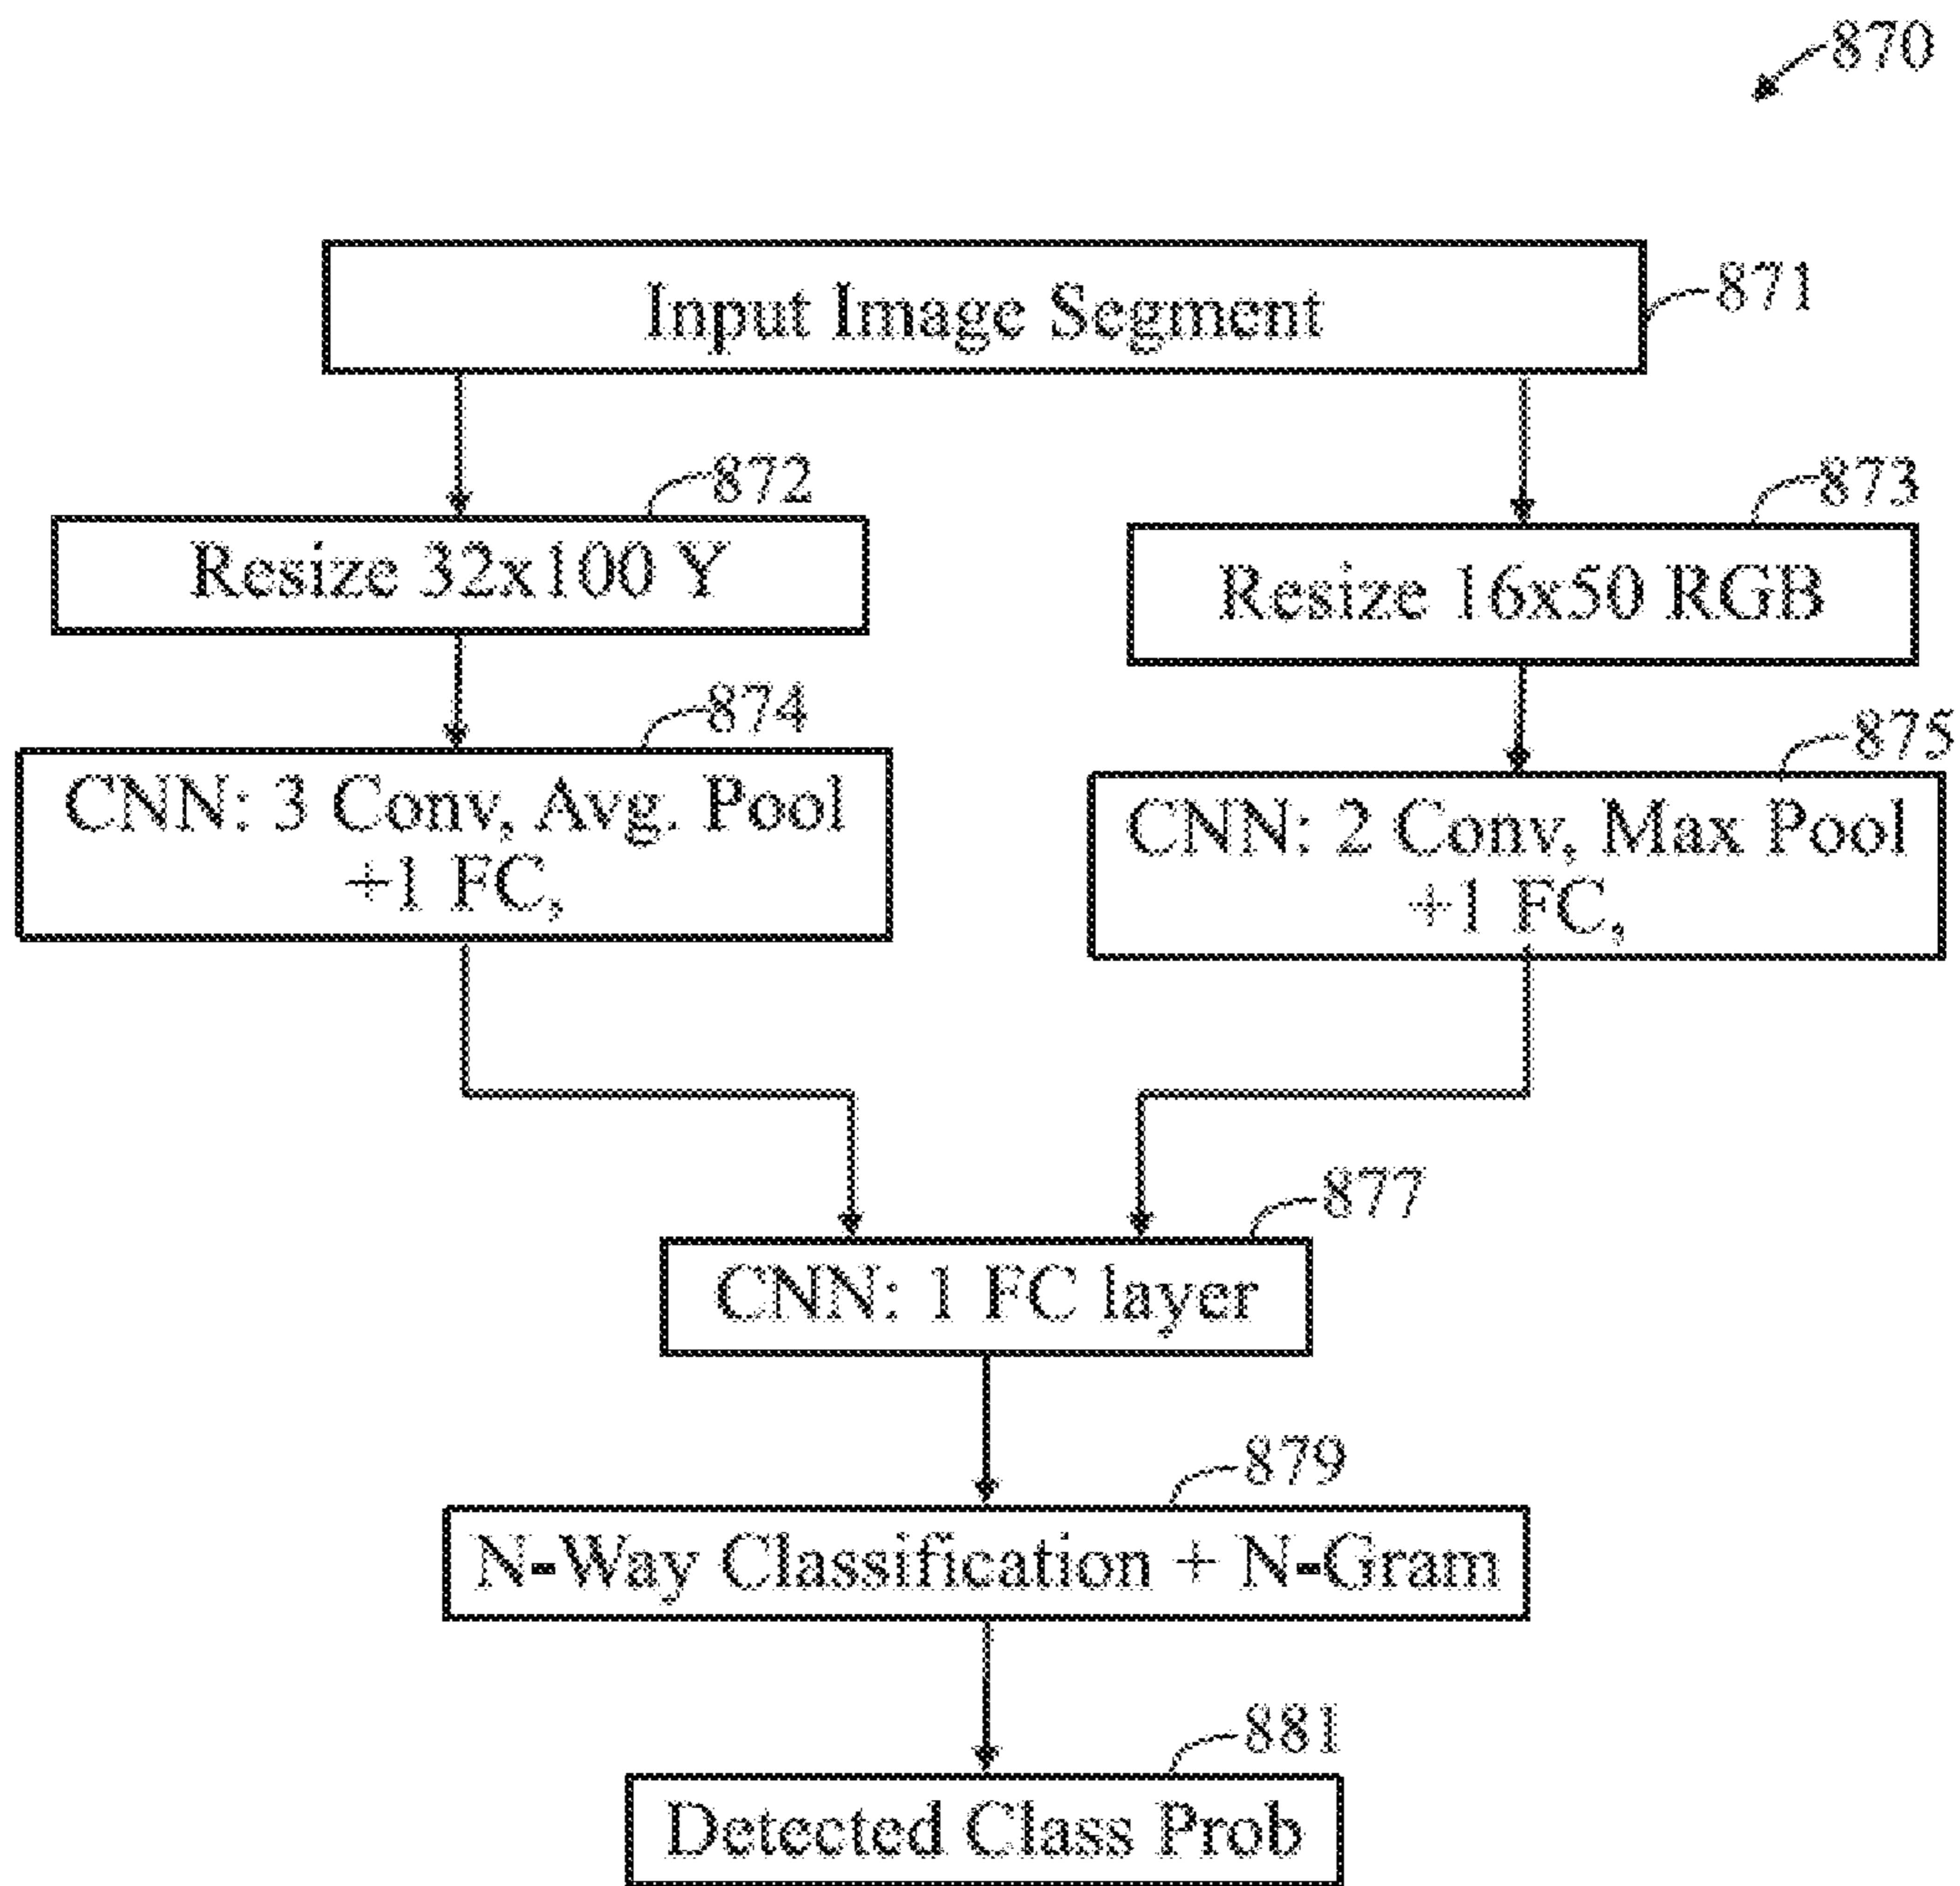 870
Input Image Segment
871
872
873
Resize 32x100 Y
Resize 16x50 RGB
874
875
CNN: 3 Conv, Avg. Pool
+1 FC,
CNN: 2 Conv, Max Pool
+1 FC,
877
CNN: 1 FC layer
879
N-Way Classification + N-Gram
881
Detected Class Prob